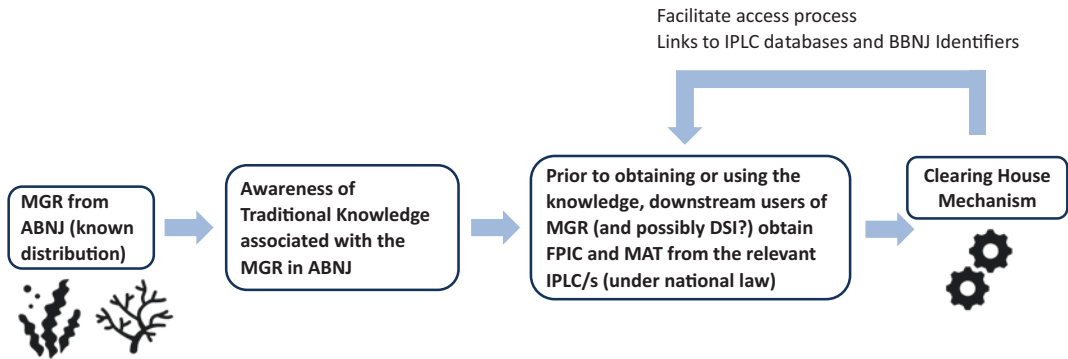 Facilitate access process
Links to IPLC databases and BBNJ Identifiers
MGR from
ABNJ (known
distribution)
Awareness of
Traditional Knowledge
associated with the
MGR in ABNJ
Prior to obtaining or using the
knowledge, downstream users of
MGR (and possibly DSI?) obtain
FPIC and MAT from the relevant
IPLC/s (under national law)
Clearing House
Mechanism